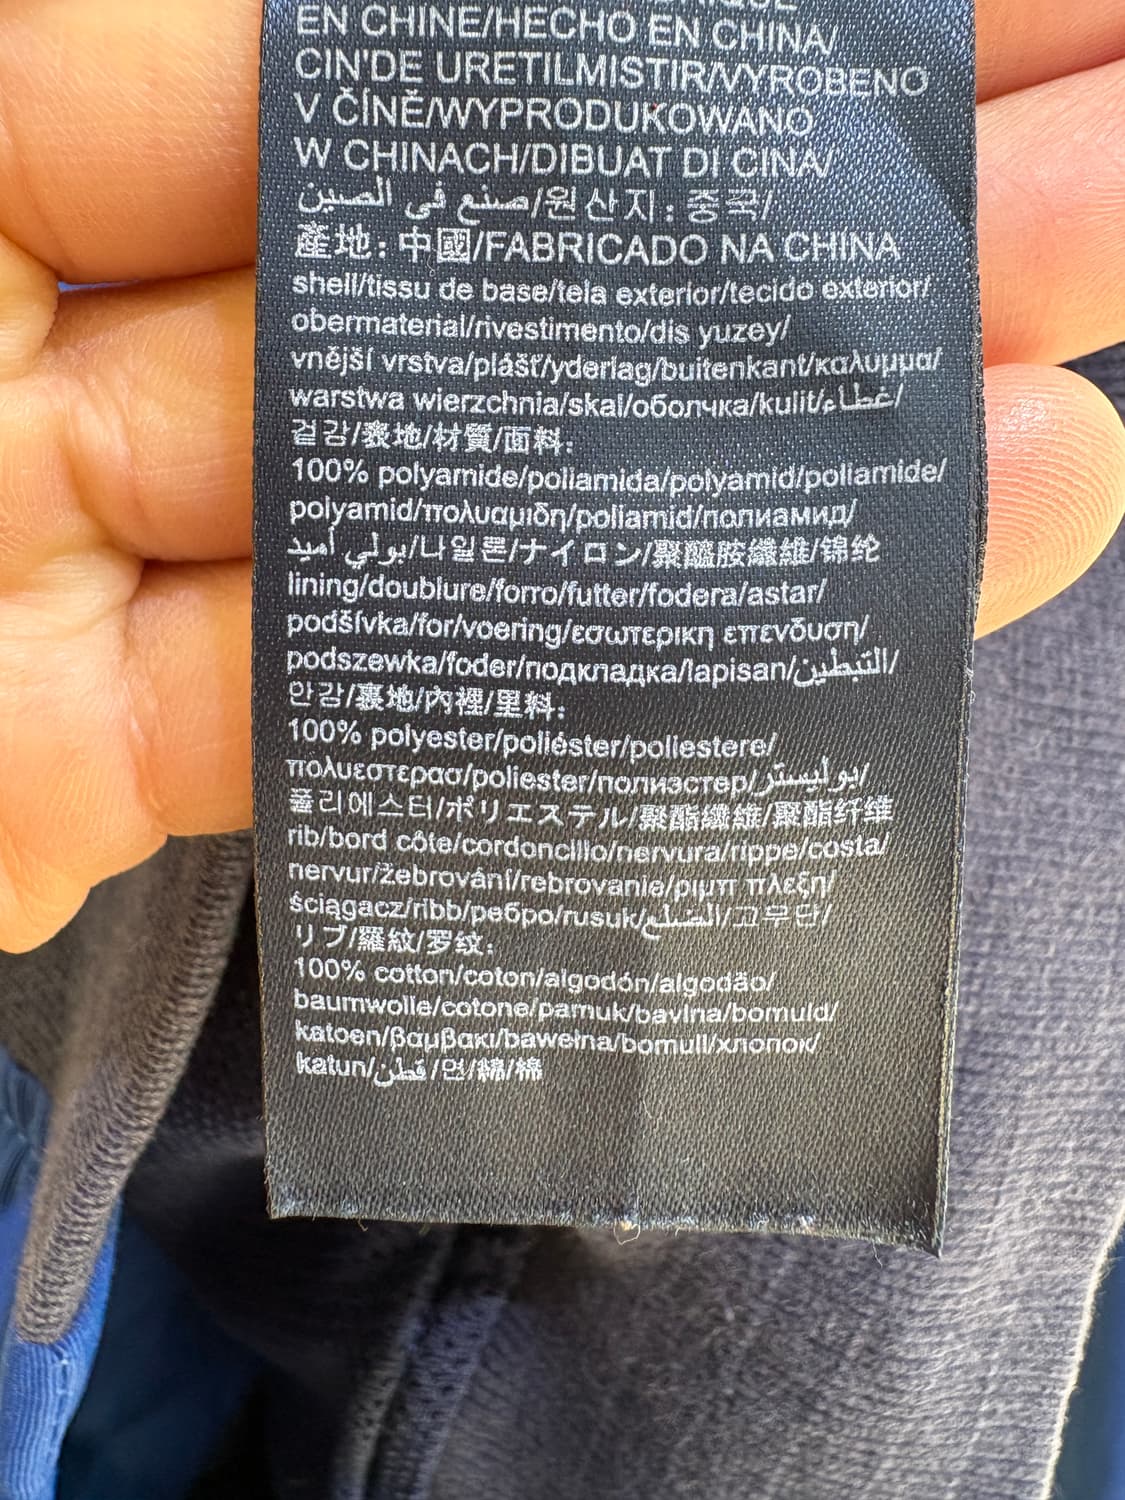 EN CHINE/HECHO EN CHINA/
CIN'DE URETILMISTIR/VYROBENO
V ČÍNĚ/WYPRODUKOWANO
W CHINACH/DIBUAT DI CINA/
صنع في الصين/원산지: 중국/
產地: 中國/FABRICADO NA CHINA
shell/tissu de base/tela exterior/tecido exterior/
obermaterial/rivestimento/dis yuzey/
vnější vrstva/plášť/yderlag/buitenkant/καλυμμα/
warstwa wierzchnia/skal/оболчка/kulit/غطاء/
겉감/表地/材質/面料:
100% polyamide/poliamida/polyamid/poliamide/
polyamid/πολυαμιδη/poliamid/полиамид/
بولي أميد/나일론/ナイロン/聚醯胺纖維/锦纶
lining/doublure/forro/futter/fodera/astar/
podšívka/for/voering/εσωτερικη επενδυση/
podszewka/foder/подкладка/lapisan/التبطين/
안감/裏地/內裡/里料:
100% polyester/poliéster/poliestere/
πολυεστερασ/poliester/полиэстер/بوليستر/
폴리에스터/ポリエステル/聚酯纖維/聚酯纤维
rib/bord côte/cordoncillo/nervura/rippe/costa/
nervur/žebrování/rebrovanie/ριμπ πλεξη/
ściągacz/ribb/ребро/rusuk/الضلع/고무단/
リブ/羅紋/罗纹:
100% cotton/coton/algodón/algodão/
baumwolle/cotone/pamuk/bavlna/bomuld/
katoen/βαμβακι/bawełna/bomull/хлопок/
katun/قطن/면/綿/棉